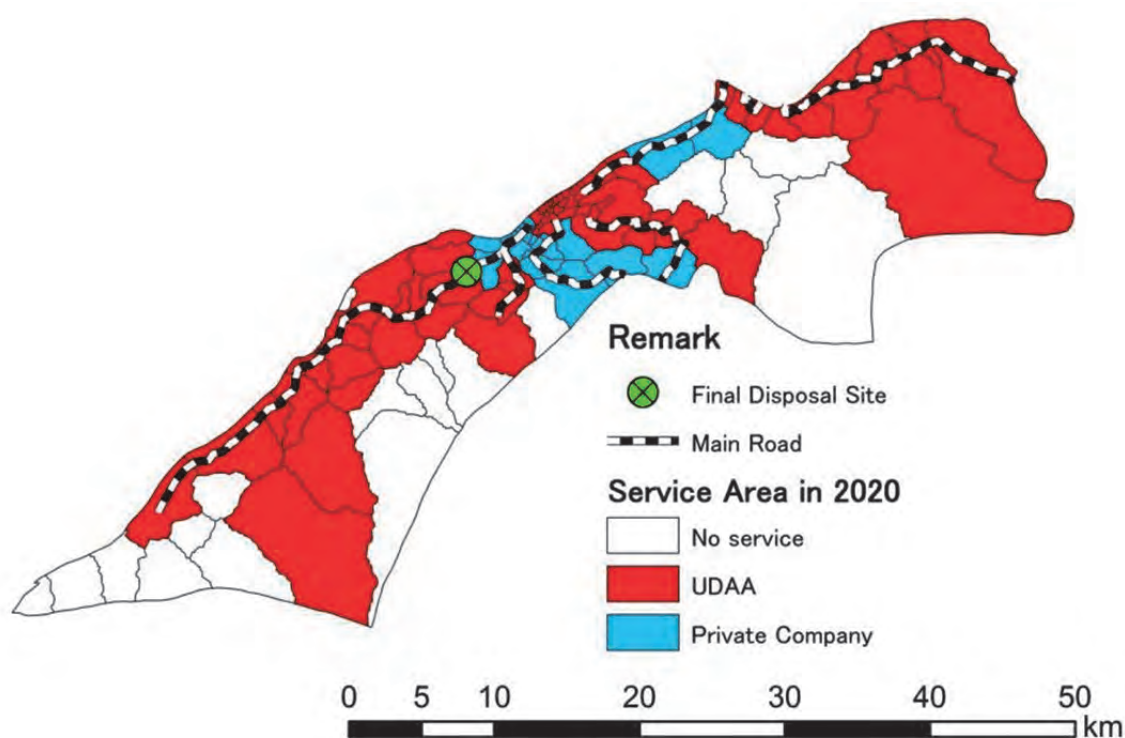 Remark
Final Disposal Site
Main Road
Service Area in 2020
No service
UDAA
Private Company
0 5 10 20 30 40 50
km